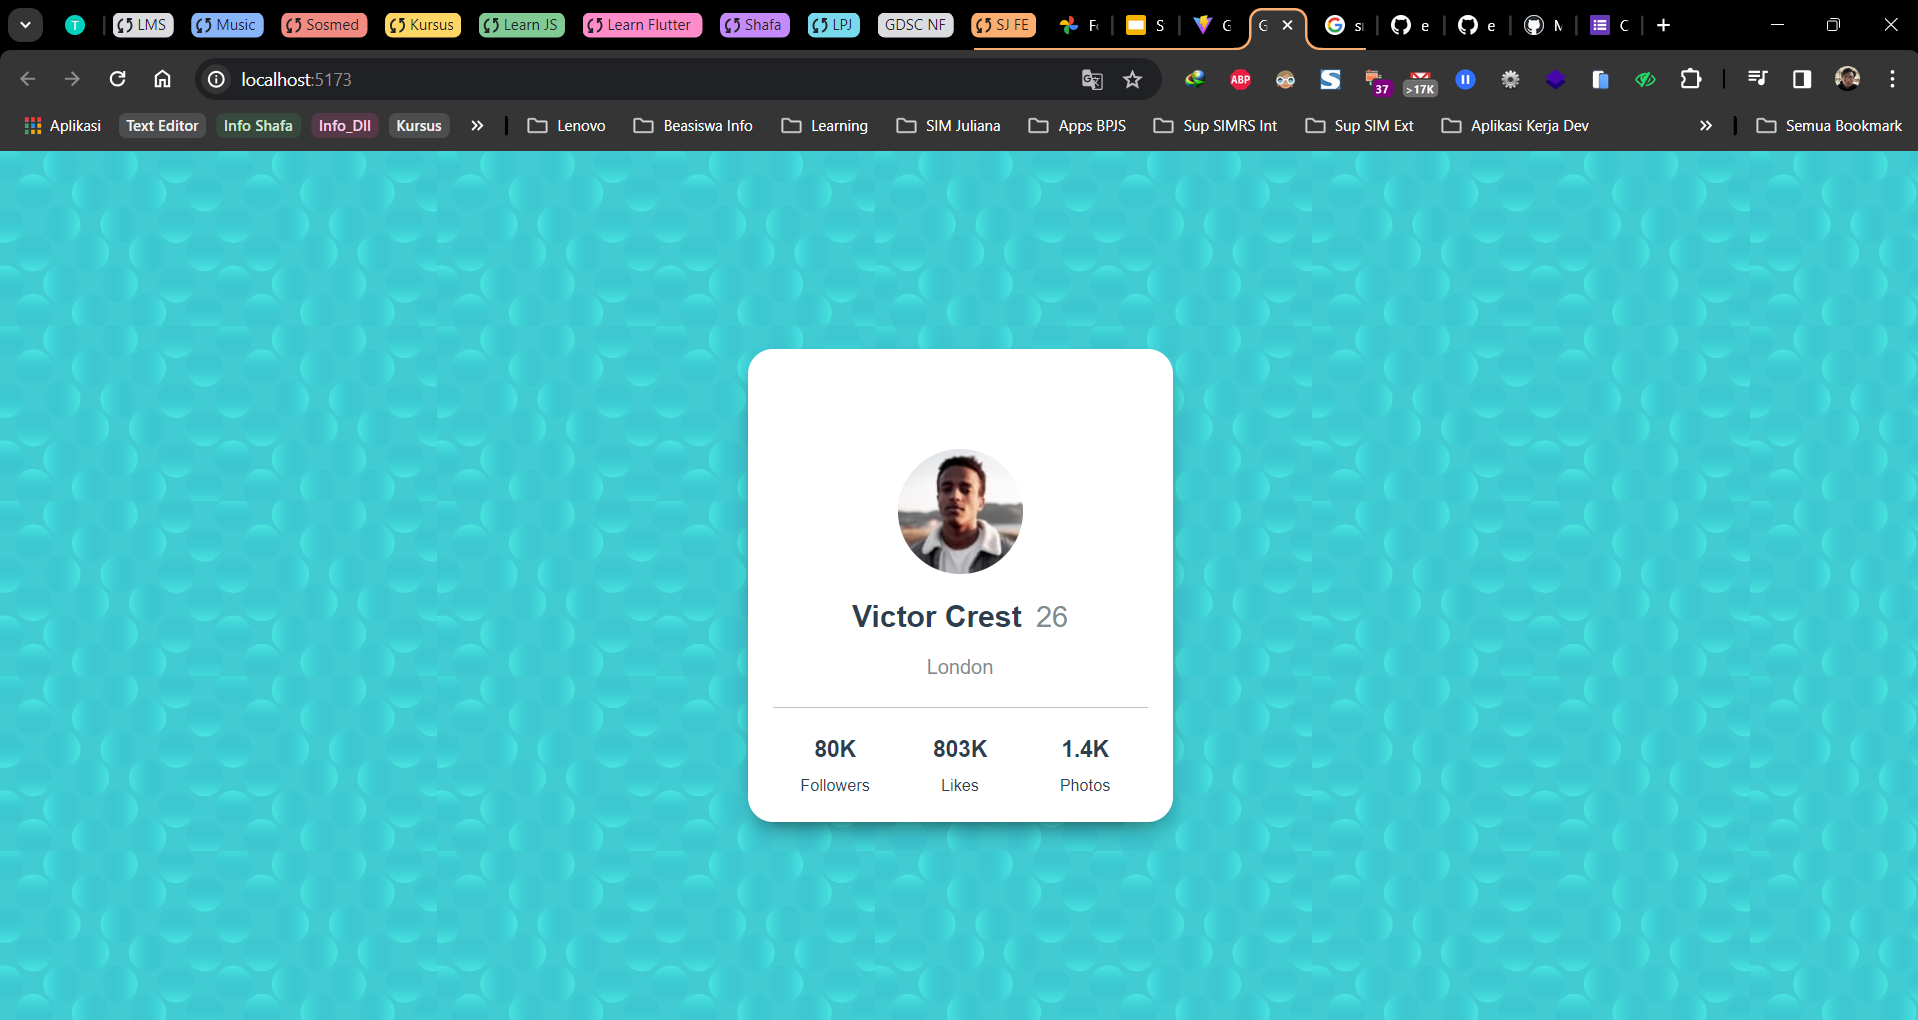 T LMS Music Sosmed Kursus Learn JS Learn Flutter Shafa LPJ GDSC NF SJ FE Fo S G G e e M C
localhost:5173 ABP 37 >17K
Aplikasi Text Editor Info Shafa Info_Dll Kursus Lenovo Beasiswa Info Learning SIM Juliana Apps BPJS Sup SIMRS Int Sup SIM Ext Aplikasi Kerja Dev Semua Bookmark
Victor Crest 26
London
80K 803K 1.4K
Followers Likes Photos